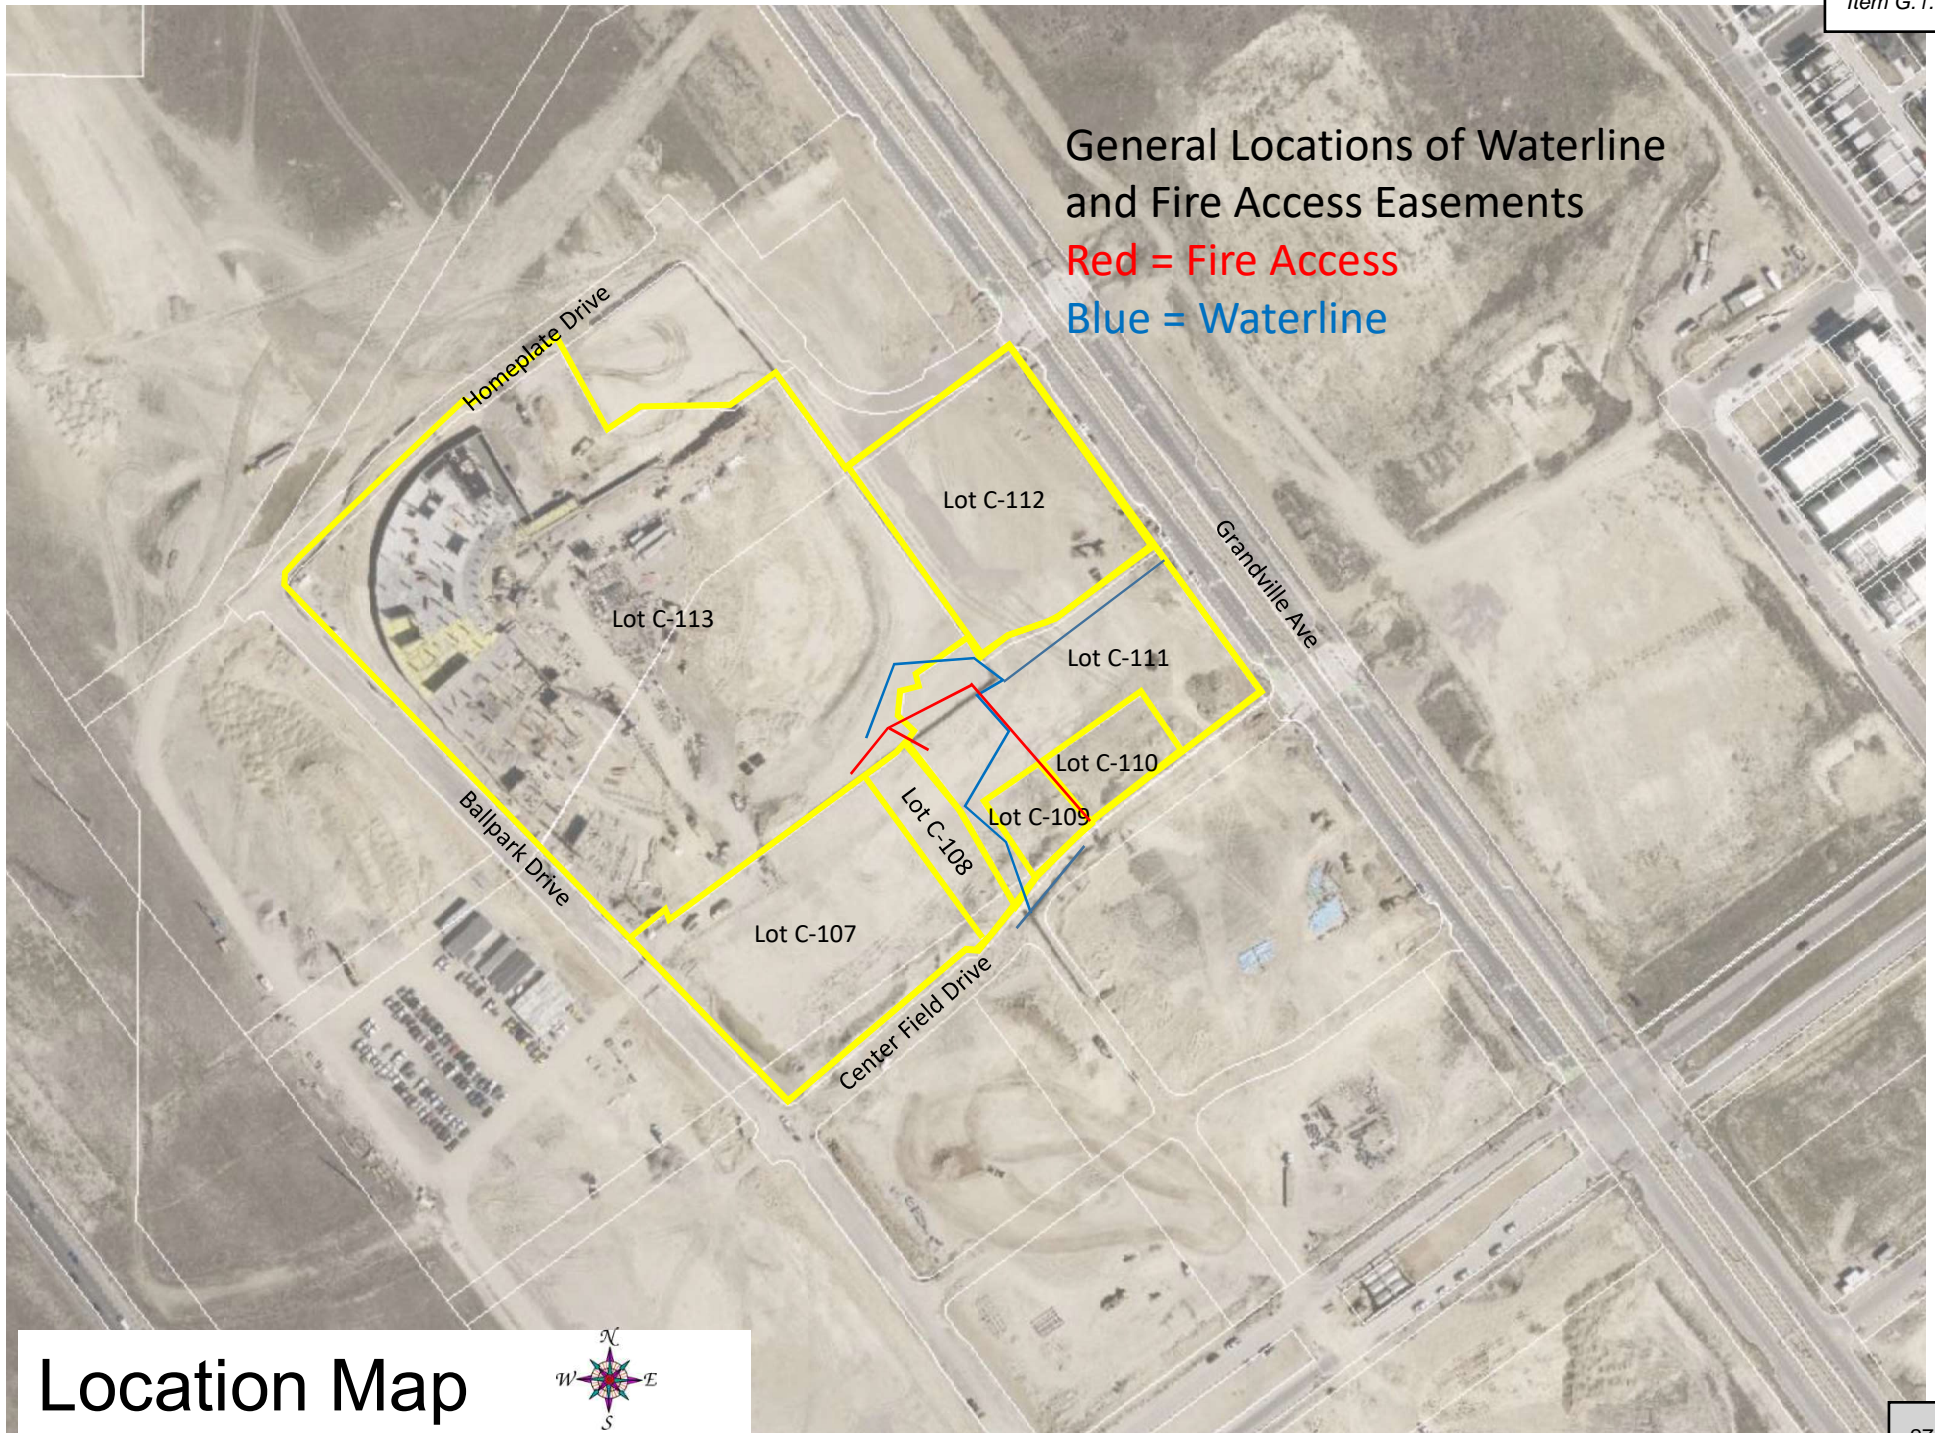 Item G.1.
General Locations of Waterline
and Fire Access Easements
Red = Fire Access
Blue = Waterline
Homeplate Drive
Lot C-112
Grandville Ave
Lot C-113
Lot C-111
Lot C-110
Lot C-109
Lot C-108
Ballpark Drive
Lot C-107
Center Field Drive
Location Map
N
W E
S